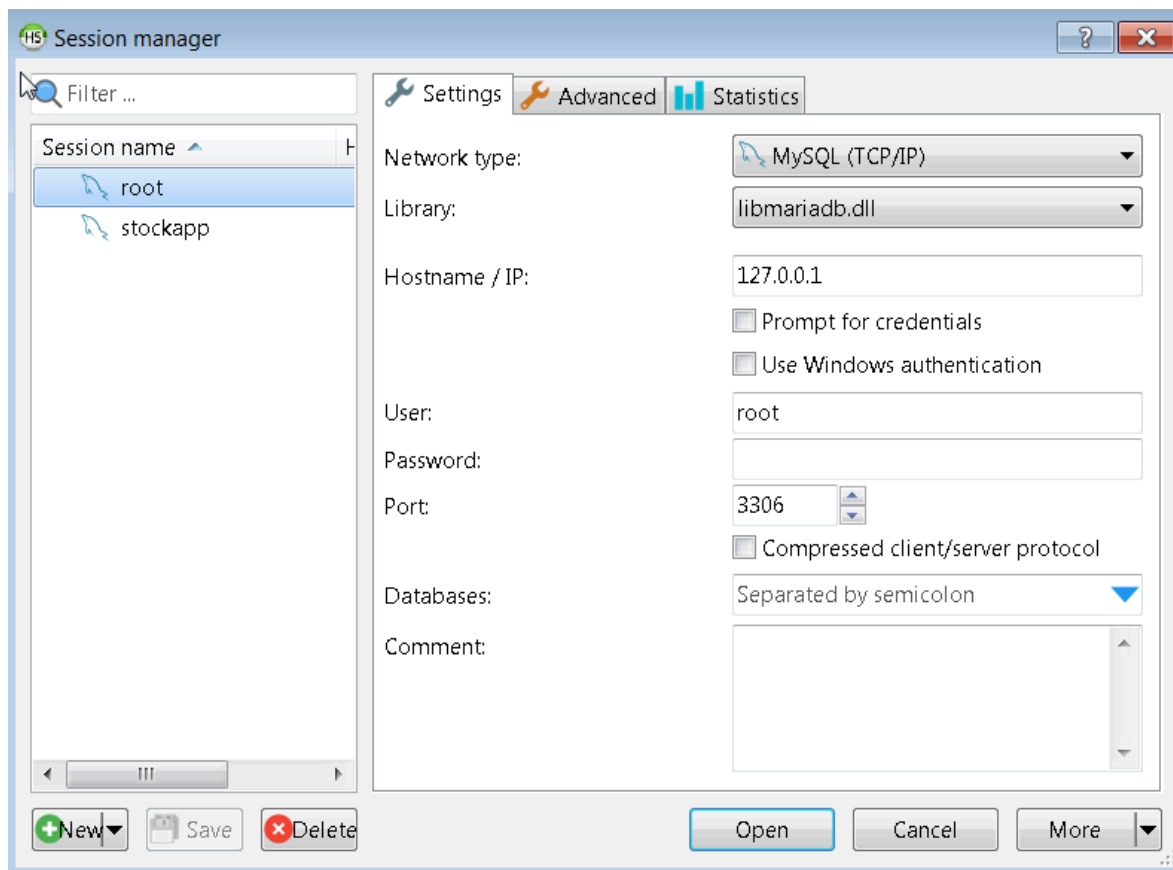 HS Session manager ?
Filter ...
Session name H
root
stockapp
Settings Advanced Statistics
Network type: MySQL (TCP/IP)
Library: libmariadb.dll
Hostname / IP: 127.0.0.1
Prompt for credentials
Use Windows authentication
User: root
Password:
Port: 3306
Compressed client/server protocol
Databases: Separated by semicolon
Comment:
New Save Delete Open Cancel More